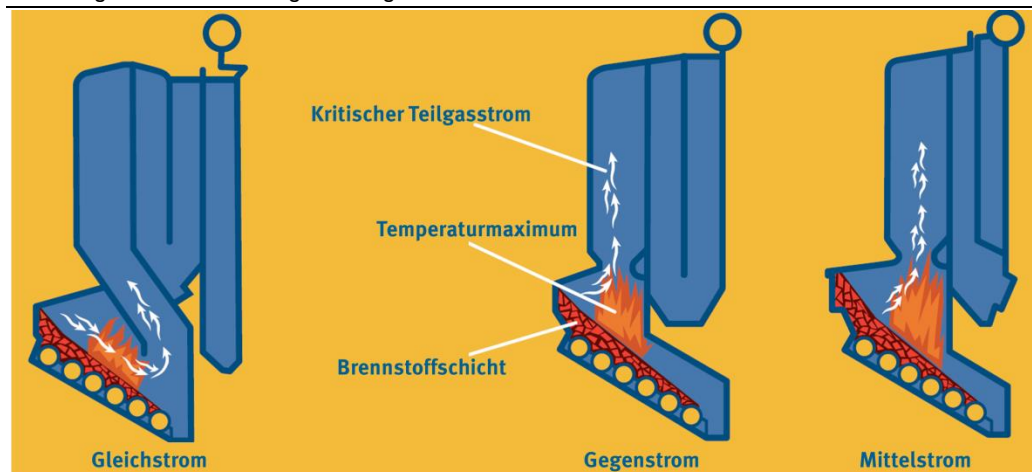 Kritischer Teilgasstrom
Temperaturmaximum
Brennstoffschicht
Gleichstrom
Gegenstrom
Mittelstrom